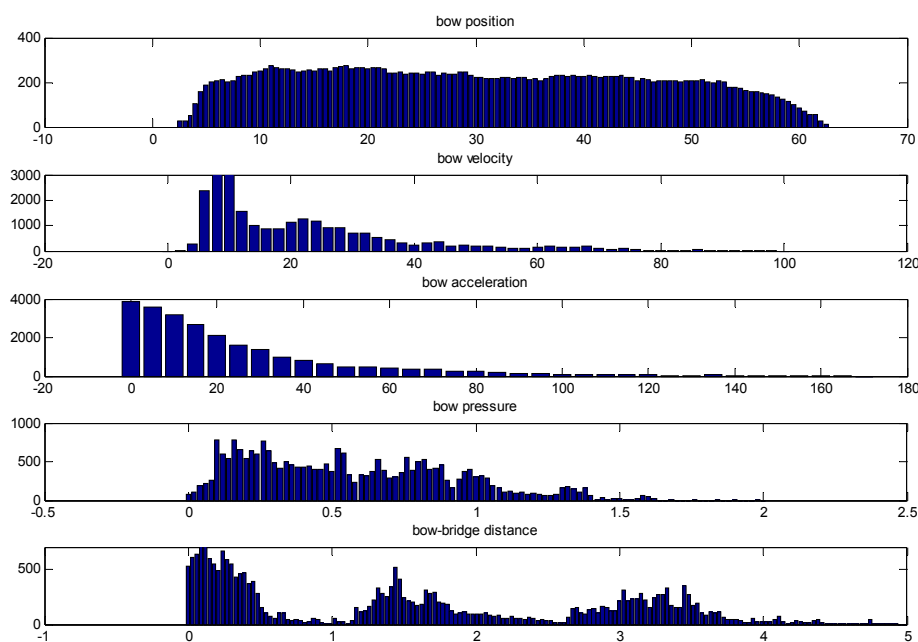 bow position
400
200
0
-10 0 10 20 30 40 50 60 70
bow velocity
3000
2000
1000
0
-20 0 20 40 60 80 100 120
bow acceleration
4000
2000
0
-20 0 20 40 60 80 100 120 140 160 180
bow pressure
1000
500
0
-0.5 0 0.5 1 1.5 2 2.5
bow-bridge distance
500
0
-1 0 1 2 3 4 5